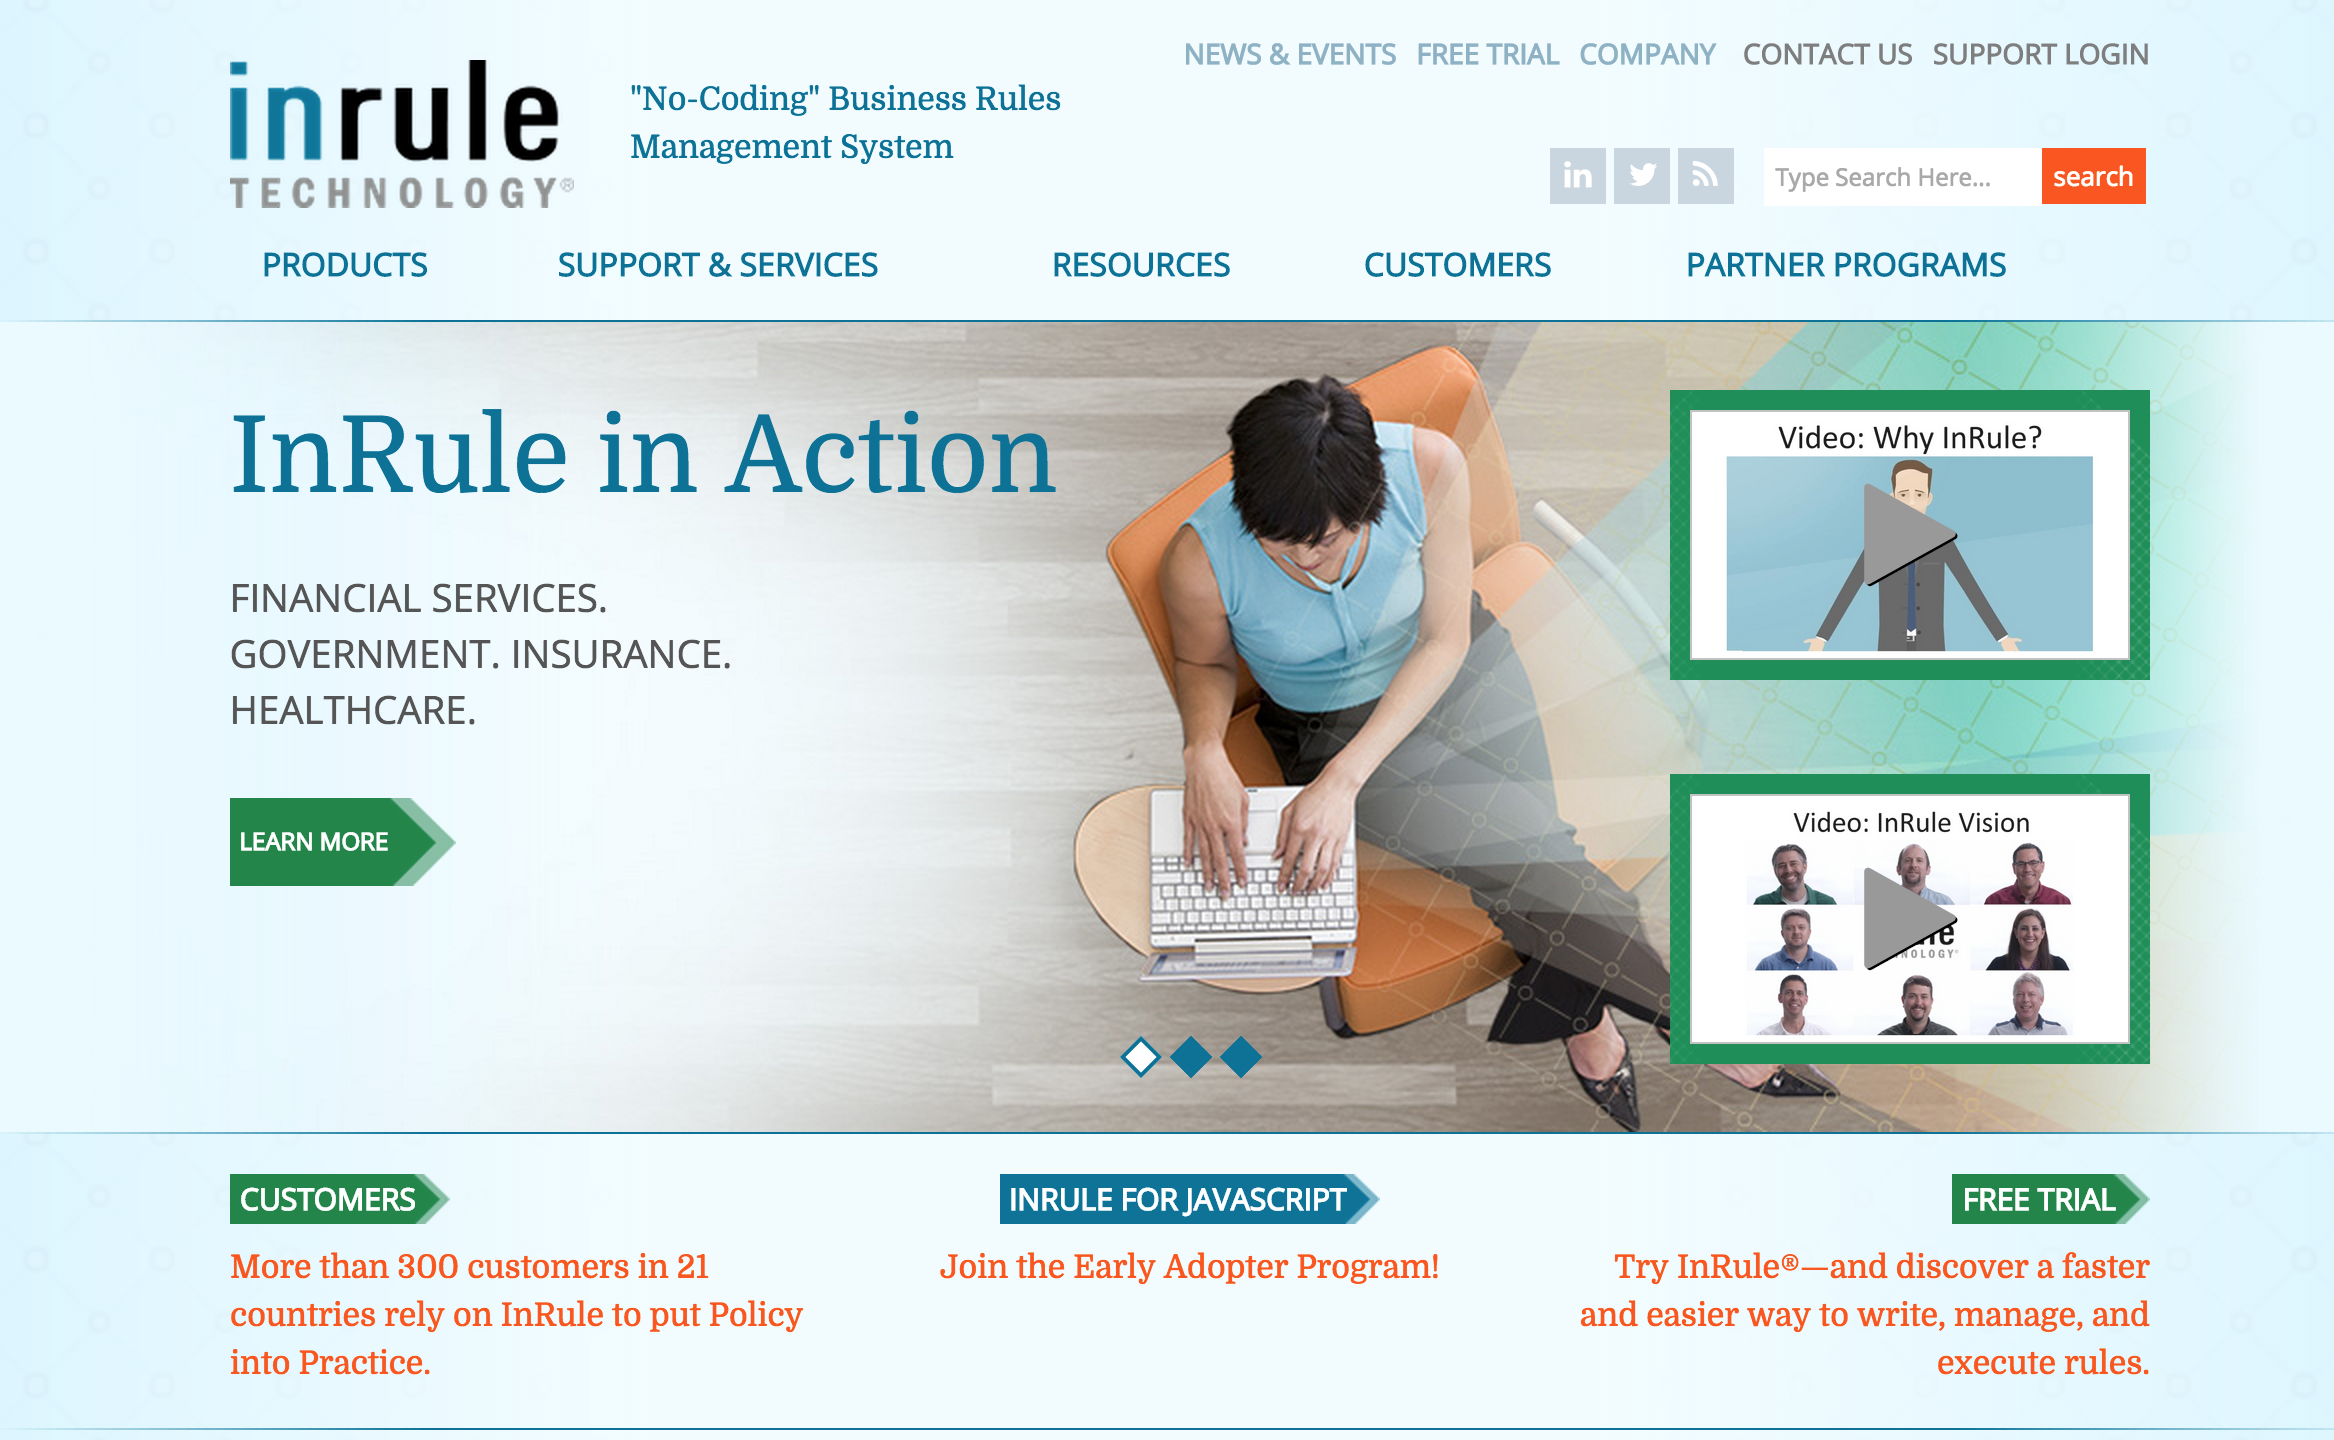 NEWS & EVENTS FREE TRIAL COMPANY CONTACT US SUPPORT LOGIN
inrule
TECHNOLOGY®
"No-Coding" Business Rules
Management System
in
Type Search Here...
search
PRODUCTS SUPPORT & SERVICES RESOURCES CUSTOMERS PARTNER PROGRAMS
InRule in Action
FINANCIAL SERVICES.
GOVERNMENT. INSURANCE.
HEALTHCARE.
LEARN MORE
Video: Why InRule?
Video: InRule Vision
CUSTOMERS
More than 300 customers in 21
countries rely on InRule to put Policy
into Practice.
INRULE FOR JAVASCRIPT
Join the Early Adopter Program!
FREE TRIAL
Try InRule®—and discover a faster
and easier way to write, manage, and
execute rules.